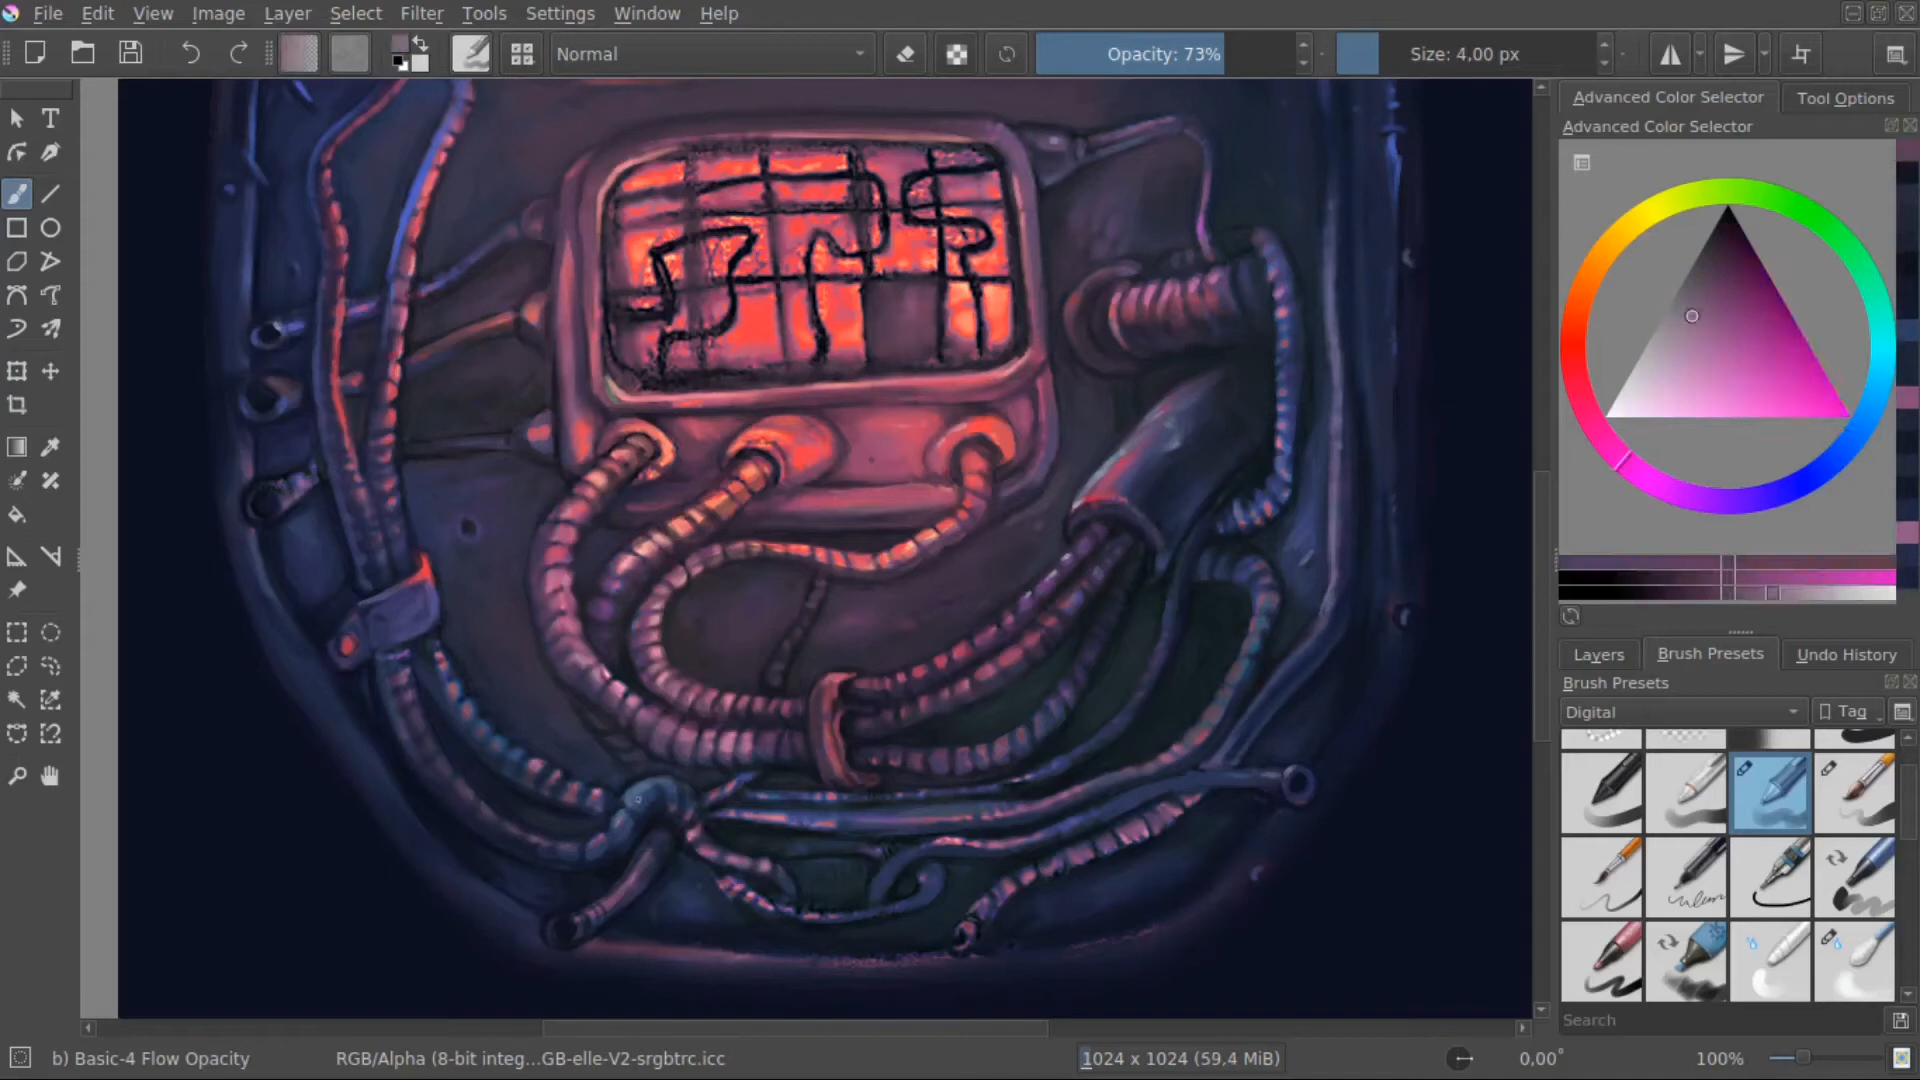 File Edit View Image Layer Select Filter Tools Settings Window Help
Normal
Opacity: 73%
Size: 4,00 px
Advanced Color Selector
Tool Options
Advanced Color Selector
Layers
Brush Presets
Undo History
Brush Presets
Digital
Tag
Search
b) Basic-4 Flow Opacity
RGB/Alpha (8-bit integ...GB-elle-V2-srgbtrc.icc
1024 x 1024 (59,4 MiB)
0,00°
100%